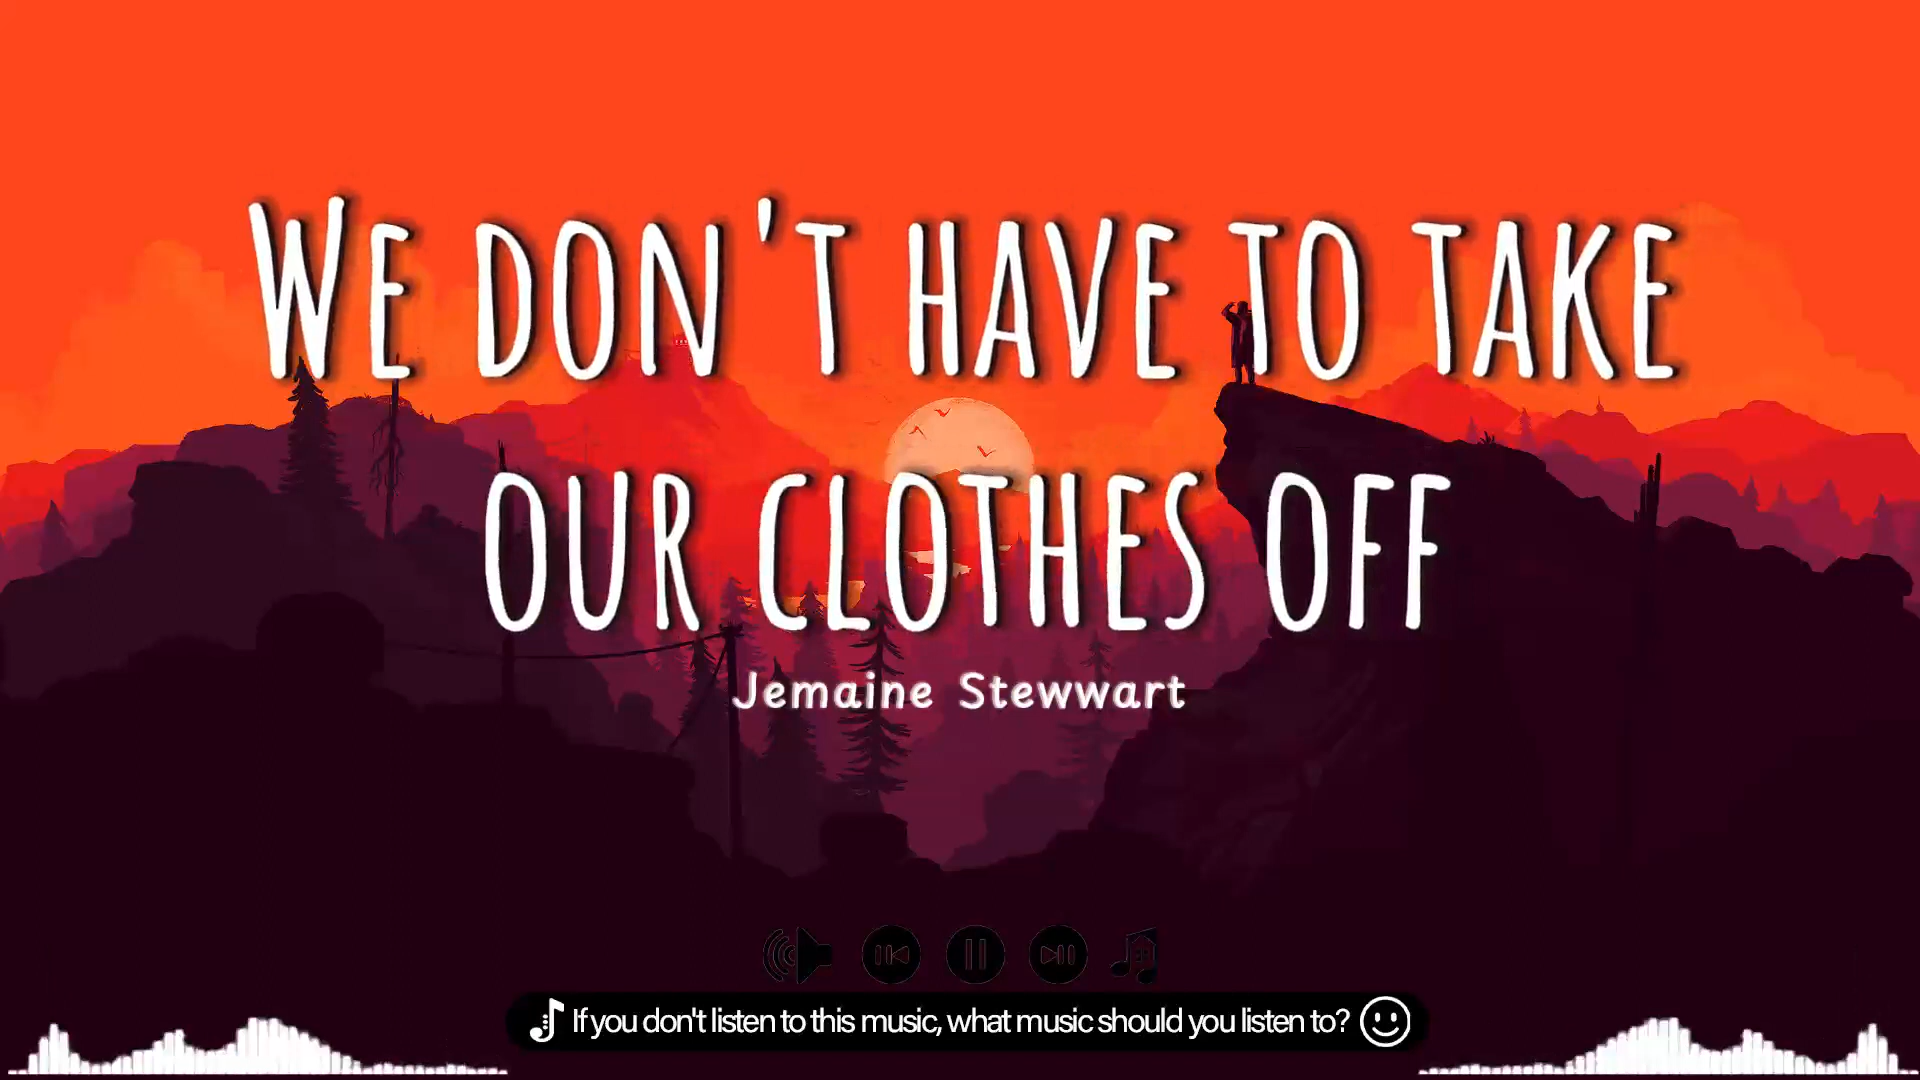 We don't have to take
our clothes off
Jemaine Stewwart
If you don't listen to this music, what music should you listen to?